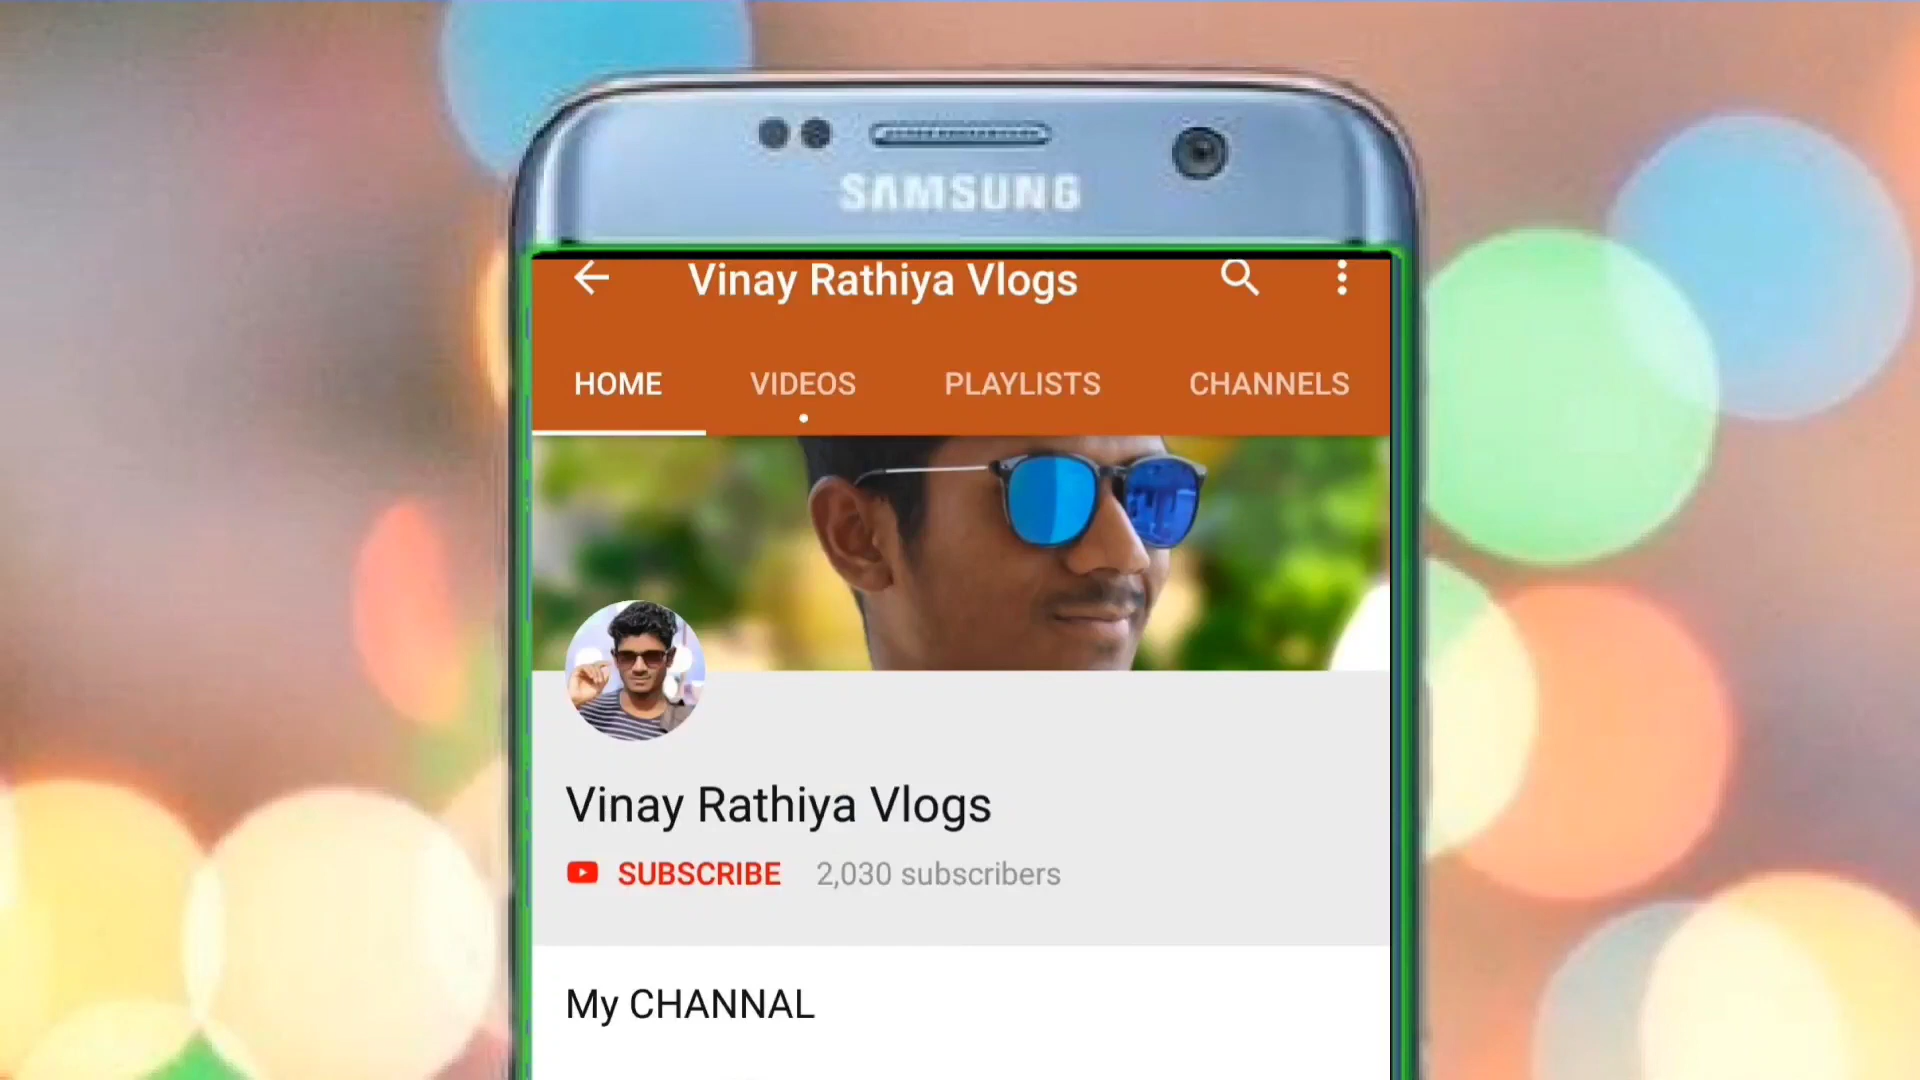 SAMSUNG
Vinay Rathiya Vlogs
HOME VIDEOS PLAYLISTS CHANNELS
Vinay Rathiya Vlogs
SUBSCRIBE 2,030 subscribers
My CHANNAL